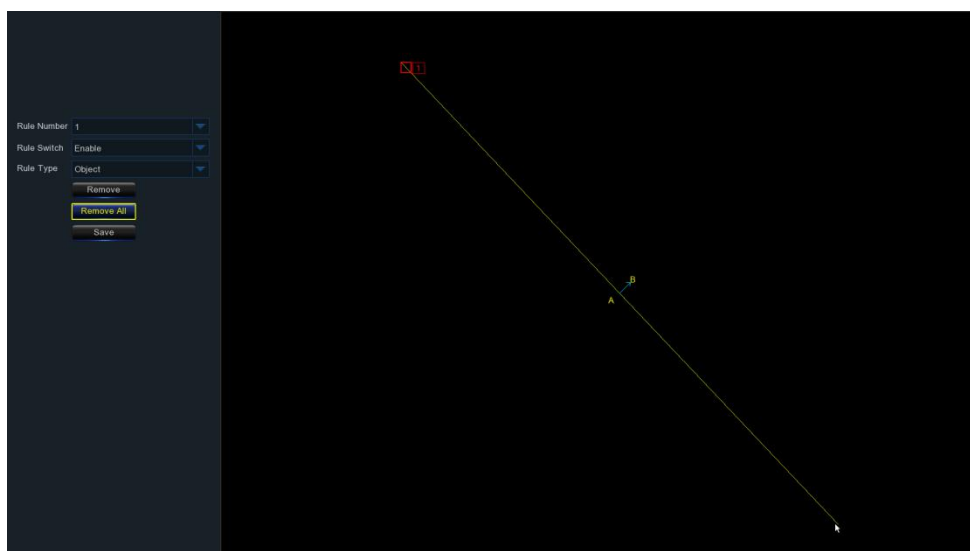 Rule Number 1
Rule Switch Enable
Rule Type Object
Remove
Remove All
Save
1
B
A